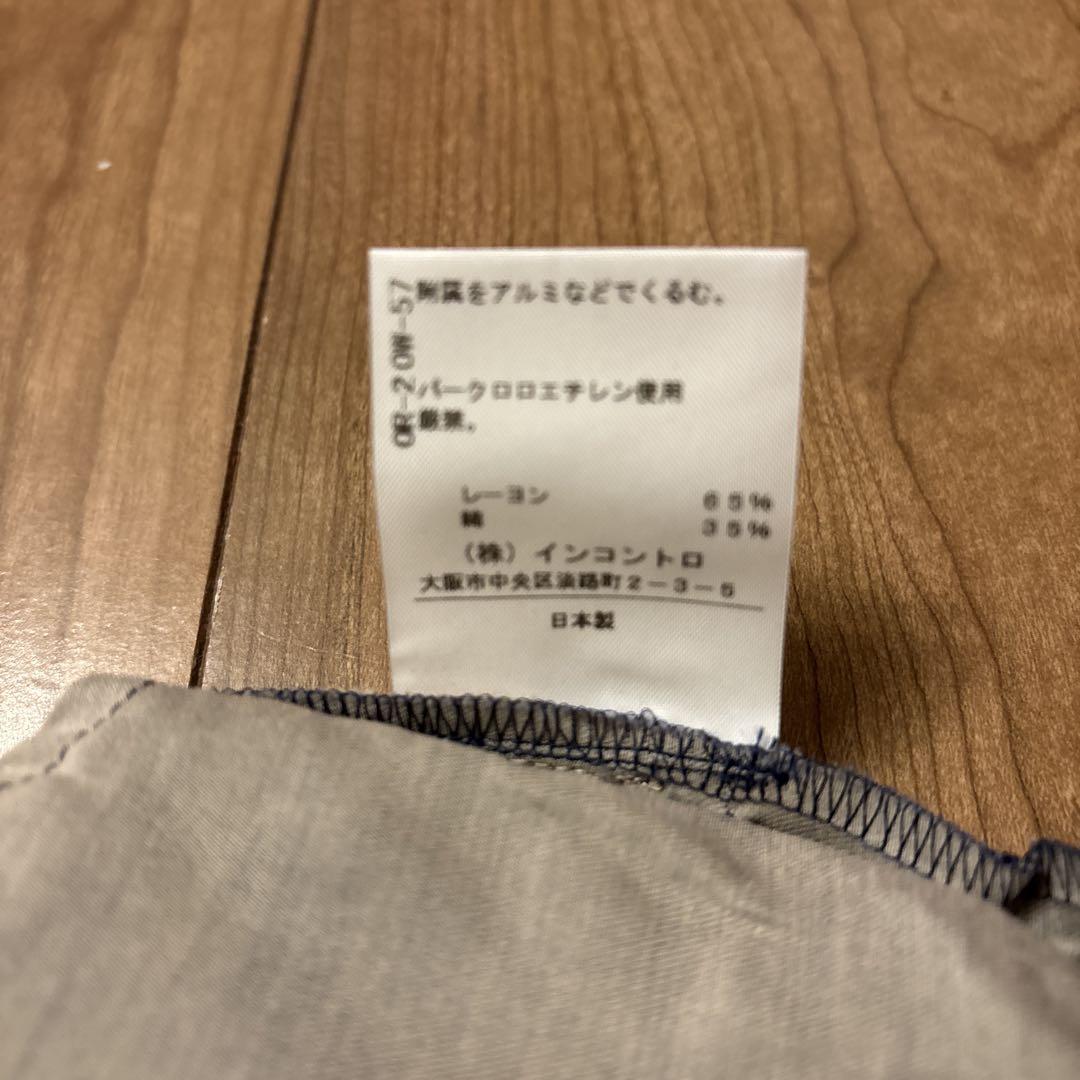 附属をアルミなどでくるむ。
OR-20W-57
パークロロエチレン使用
厳禁。
レーヨン 65%
綿 35%
(株)インコントロ
大阪市中央区淡路町2-3-5
日本製